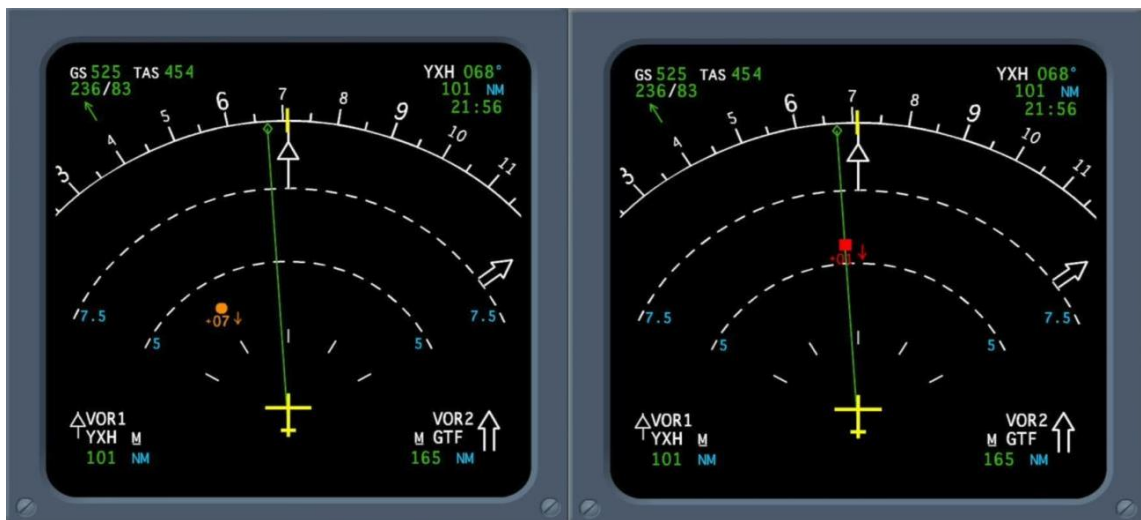 GS 525 TAS 454
236/83
YXH 068°
101 NM
21:56
3 4 5 6 7 8 9 10 11
+07↓
7.5 7.5
5 5
VOR1
YXH M
101 NM
VOR2
M GTF
165 NM
GS 525 TAS 454
236/83
YXH 068°
101 NM
21:56
3 4 5 6 7 8 9 10 11
+01↓
7.5 7.5
5 5
VOR1
YXH M
101 NM
VOR2
M GTF
165 NM